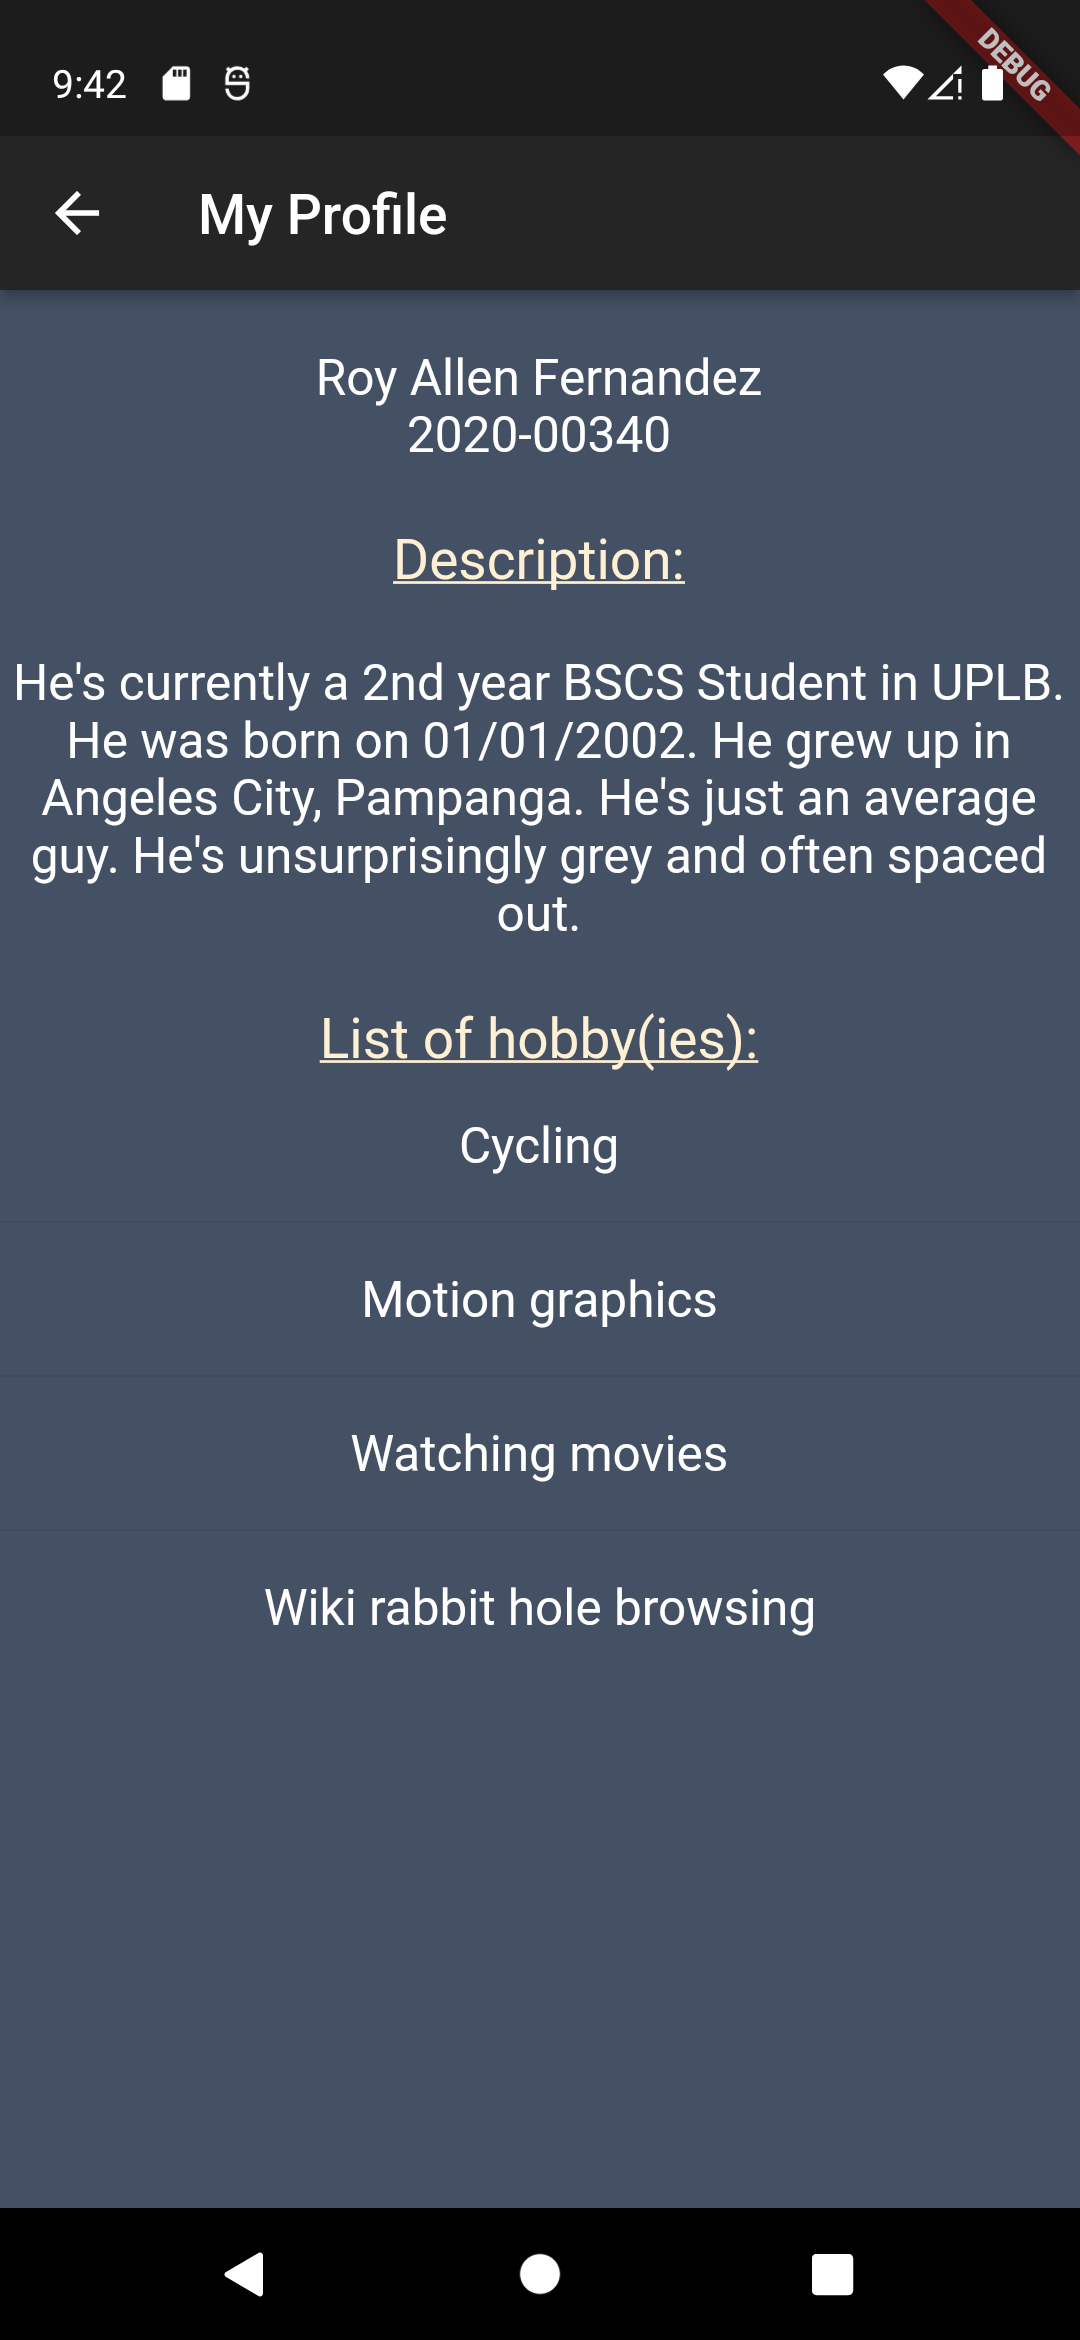 9:42
DEBUG
My Profile
Roy Allen Fernandez
2020-00340
Description:
He's currently a 2nd year BSCS Student in UPLB.
He was born on 01/01/2002. He grew up in
Angeles City, Pampanga. He's just an average
guy. He's unsurprisingly grey and often spaced
out.
List of hobby(ies):
Cycling
Motion graphics
Watching movies
Wiki rabbit hole browsing